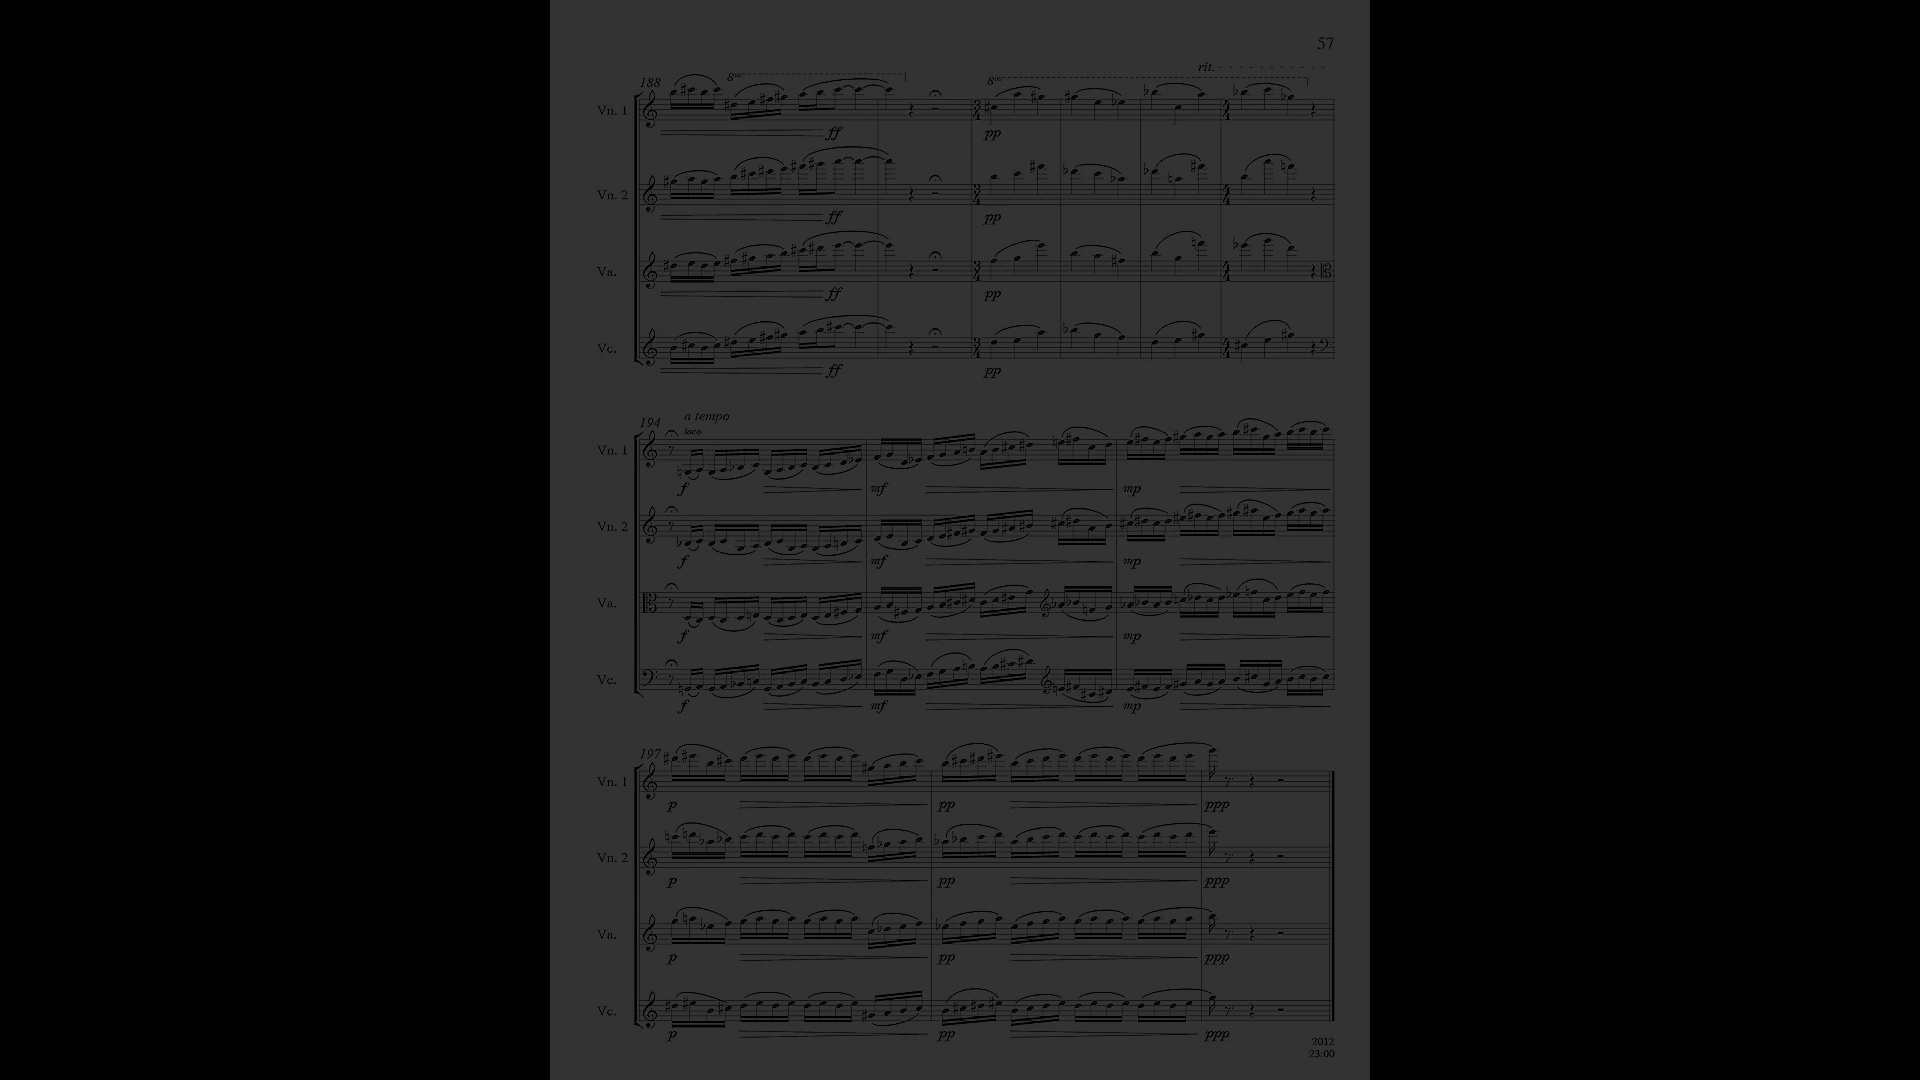 57
rit.
188
8va
8va
Vn. 1
ff
pp
Vn. 2
ff
pp
Va.
ff
pp
Vc.
ff
pp
a tempo
194
loco
Vn. 1
f mf mp
Vn. 2
f mf mp
Va.
f mf mp
Vc.
f mf mp
197
Vn. 1
p pp ppp
Vn. 2
p pp ppp
Va.
p pp ppp
Vc.
p pp ppp
2012
23:00